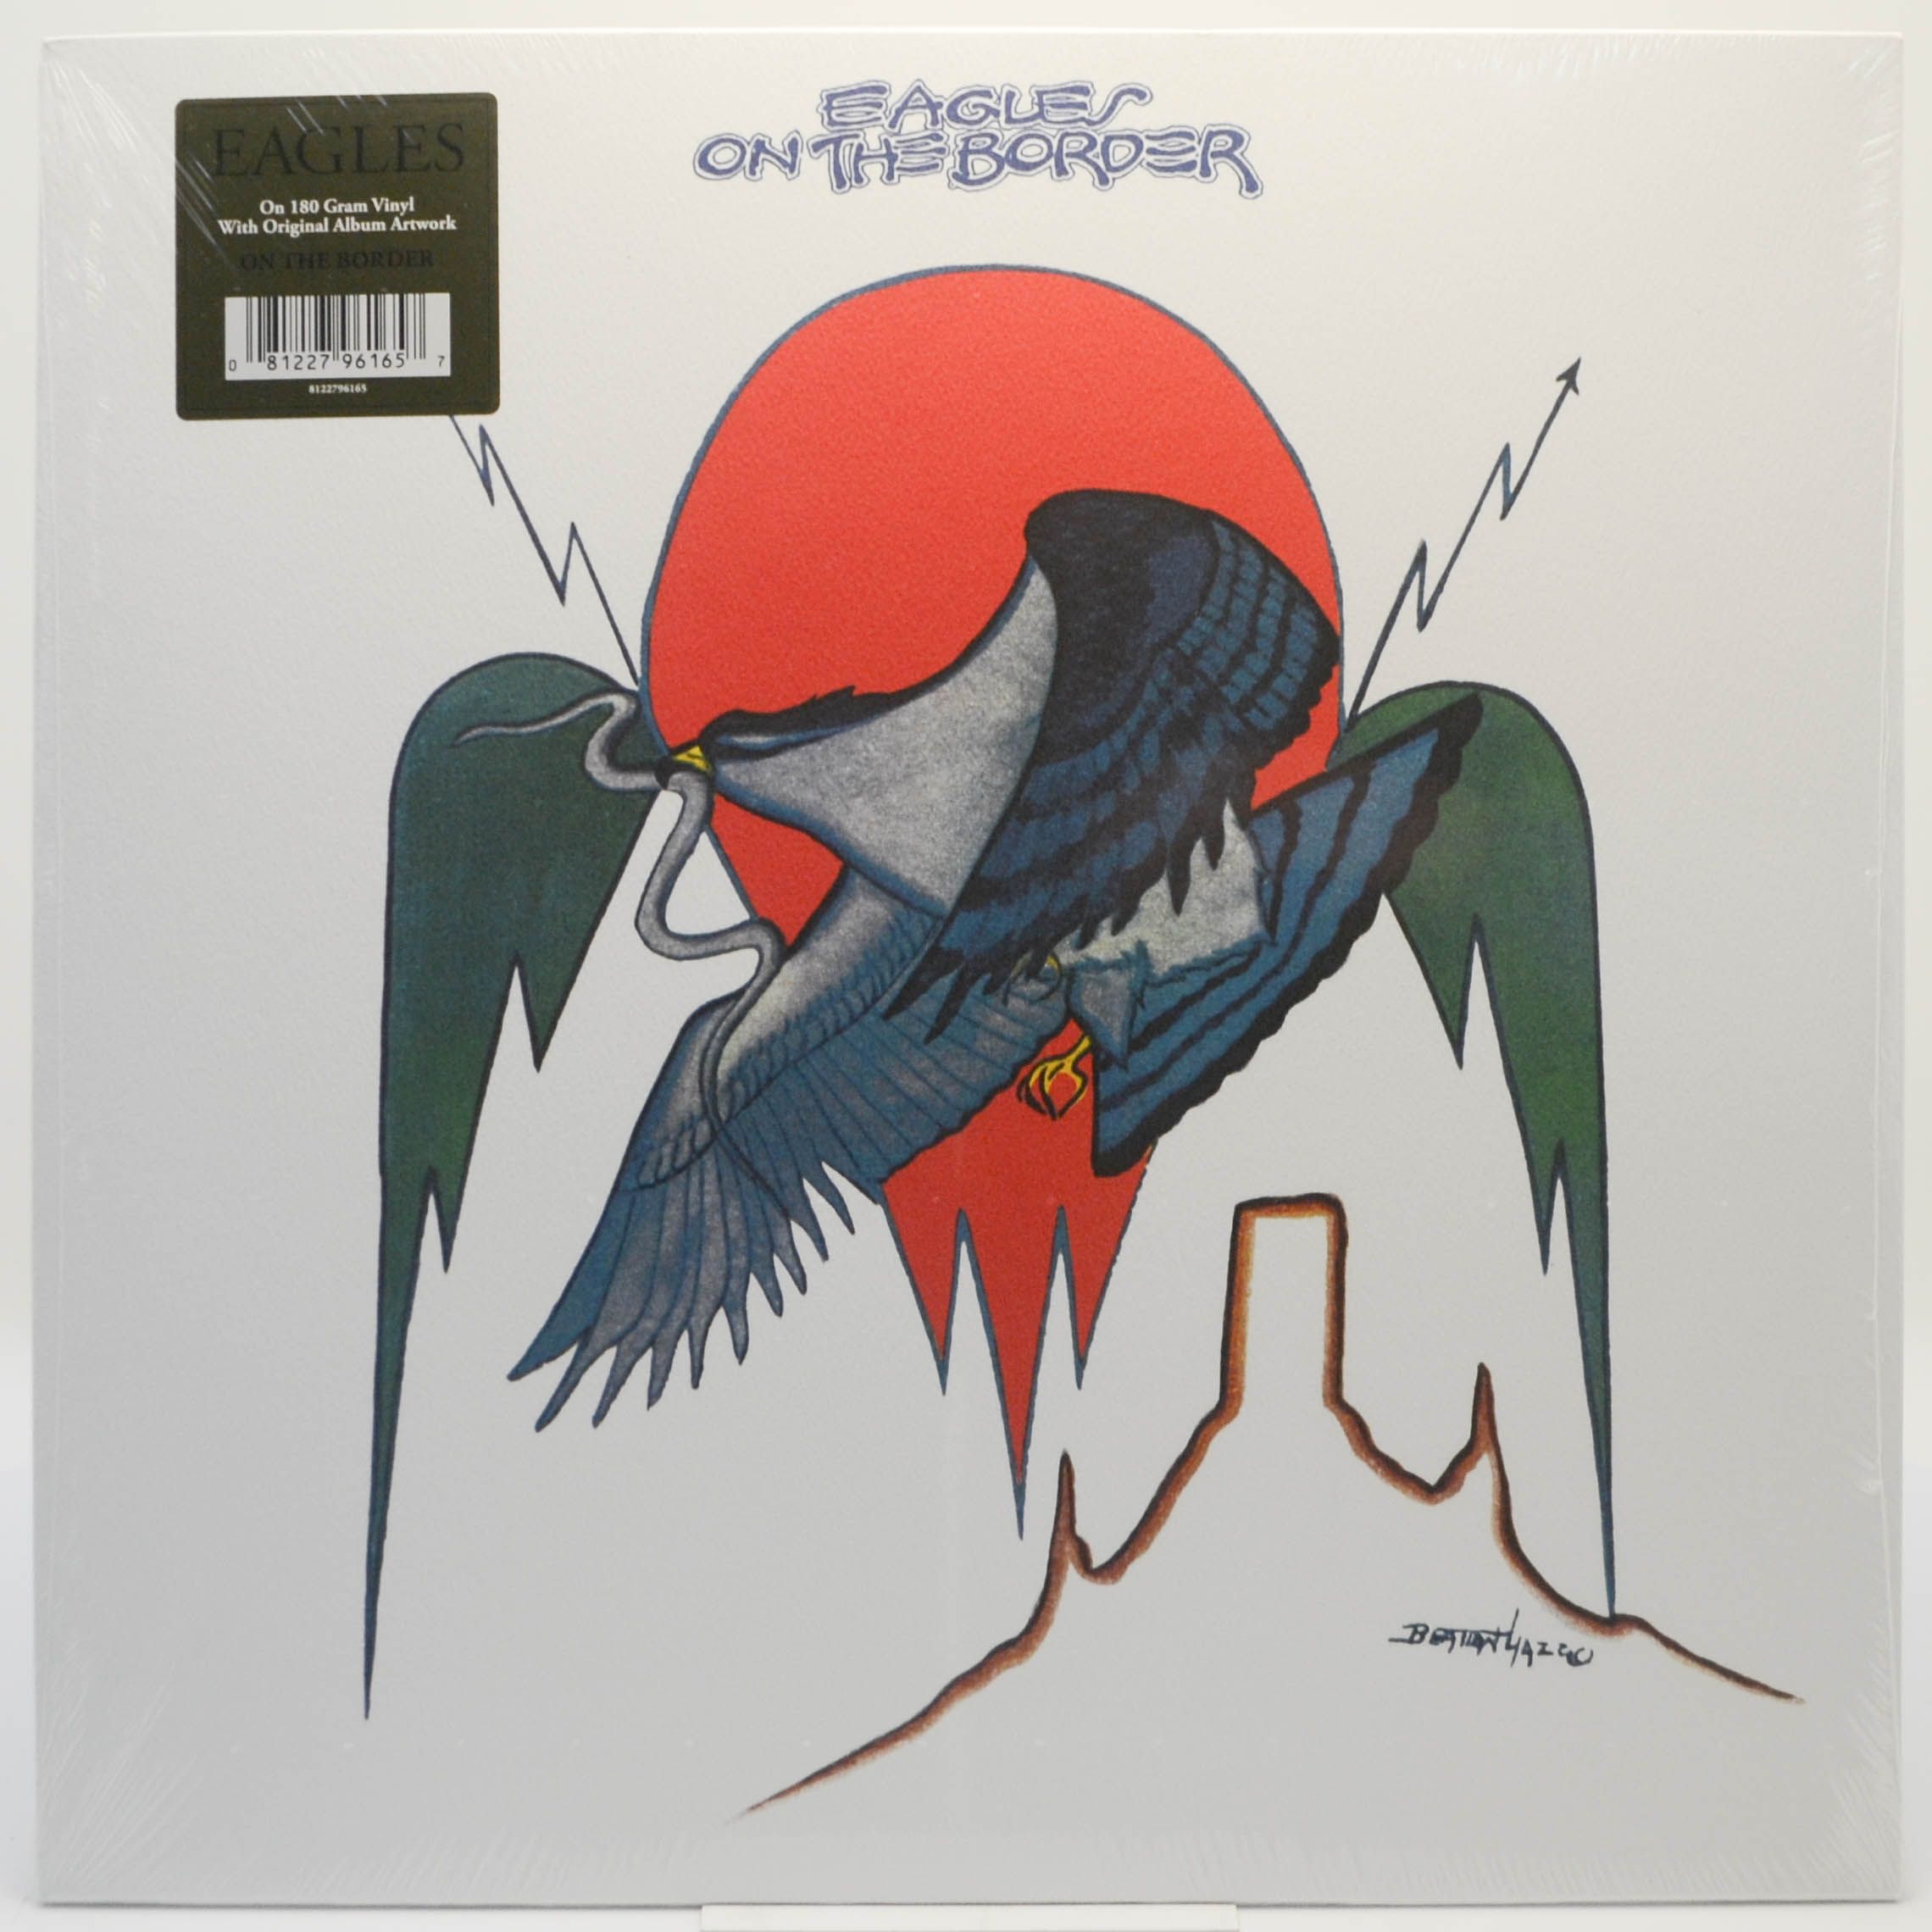 EAGLES
ON THE BORDER
EAGLES
On 180 Gram Vinyl
With Original Album Artwork
ON THE BORDER
0 81227 96165 7
8122796165